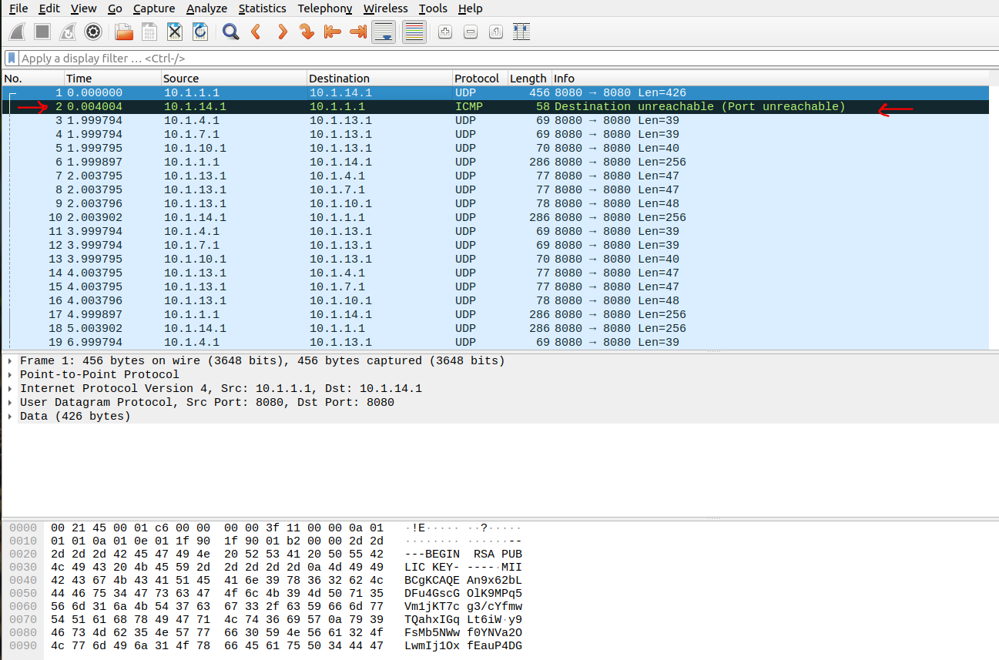 File Edit View Go Capture Analyze Statistics Telephony Wireless Tools Help
Apply a display filter … <Ctrl-/>
No. Time Source Destination Protocol Length Info
1 0.000000 10.1.1.1 10.1.14.1 UDP 456 8080 → 8080 Len=426
2 0.004004 10.1.14.1 10.1.1.1 ICMP 58 Destination unreachable (Port unreachable)
3 1.999794 10.1.4.1 10.1.13.1 UDP 69 8080 → 8080 Len=39
4 1.999794 10.1.7.1 10.1.13.1 UDP 69 8080 → 8080 Len=39
5 1.999795 10.1.10.1 10.1.13.1 UDP 70 8080 → 8080 Len=40
6 1.999897 10.1.1.1 10.1.14.1 UDP 286 8080 → 8080 Len=256
7 2.003795 10.1.13.1 10.1.4.1 UDP 77 8080 → 8080 Len=47
8 2.003795 10.1.13.1 10.1.7.1 UDP 77 8080 → 8080 Len=47
9 2.003796 10.1.13.1 10.1.10.1 UDP 78 8080 → 8080 Len=48
10 2.003902 10.1.14.1 10.1.1.1 UDP 286 8080 → 8080 Len=256
11 3.999794 10.1.4.1 10.1.13.1 UDP 69 8080 → 8080 Len=39
12 3.999794 10.1.7.1 10.1.13.1 UDP 69 8080 → 8080 Len=39
13 3.999795 10.1.10.1 10.1.13.1 UDP 70 8080 → 8080 Len=40
14 4.003795 10.1.13.1 10.1.4.1 UDP 77 8080 → 8080 Len=47
15 4.003795 10.1.13.1 10.1.7.1 UDP 77 8080 → 8080 Len=47
16 4.003796 10.1.13.1 10.1.10.1 UDP 78 8080 → 8080 Len=48
17 4.999897 10.1.1.1 10.1.14.1 UDP 286 8080 → 8080 Len=256
18 5.003902 10.1.14.1 10.1.1.1 UDP 286 8080 → 8080 Len=256
19 6.999794 10.1.4.1 10.1.13.1 UDP 69 8080 → 8080 Len=39
Frame 1: 456 bytes on wire (3648 bits), 456 bytes captured (3648 bits)
Point-to-Point Protocol
Internet Protocol Version 4, Src: 10.1.1.1, Dst: 10.1.14.1
User Datagram Protocol, Src Port: 8080, Dst Port: 8080
Data (426 bytes)
0000 00 21 45 00 01 c6 00 00 00 00 3f 11 00 00 0a 01 ·!E····· ··?·····
0010 01 01 0a 01 0e 01 1f 90 1f 90 01 b2 00 00 2d 2d ········ ······--
0020 2d 2d 2d 42 45 47 49 4e 20 52 53 41 20 50 55 42 ---BEGIN RSA PUB
0030 4c 49 43 20 4b 45 59 2d 2d 2d 2d 2d 0a 4d 49 49 LIC KEY- ----·MII
0040 42 43 67 4b 43 41 51 45 41 6e 39 78 36 32 62 4c BCgKCAQE An9x62bL
0050 44 46 75 34 47 73 63 47 4f 6c 4b 39 4d 50 71 35 DFu4GscG OlK9MPq5
0060 56 6d 31 6a 4b 54 37 63 67 33 2f 63 59 66 6d 77 Vm1jKT7c g3/cYfmw
0070 54 51 61 68 78 49 47 71 4c 74 36 69 57 0a 79 39 TQahxIGq Lt6iW·y9
0080 46 73 4d 62 35 4e 57 77 66 30 59 4e 56 61 32 4f FsMb5NWw f0YNVa2O
0090 4c 77 6d 49 6a 31 4f 78 66 45 61 75 50 34 44 47 LwmIj1Ox fEauP4DG